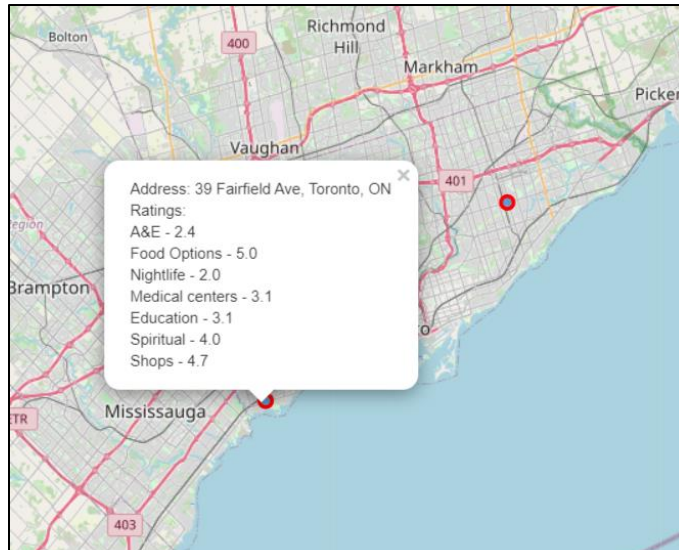 Bolton
400
Richmond
Hill
Markham
Vaughan
401
Address: 39 Fairfield Ave, Toronto, ON
Ratings:
A&E - 2.4
Food Options - 5.0
Nightlife - 2.0
Medical centers - 3.1
Education - 3.1
Spiritual - 4.0
Shops - 4.7
×
Brampton
Mississauga
ETR
403